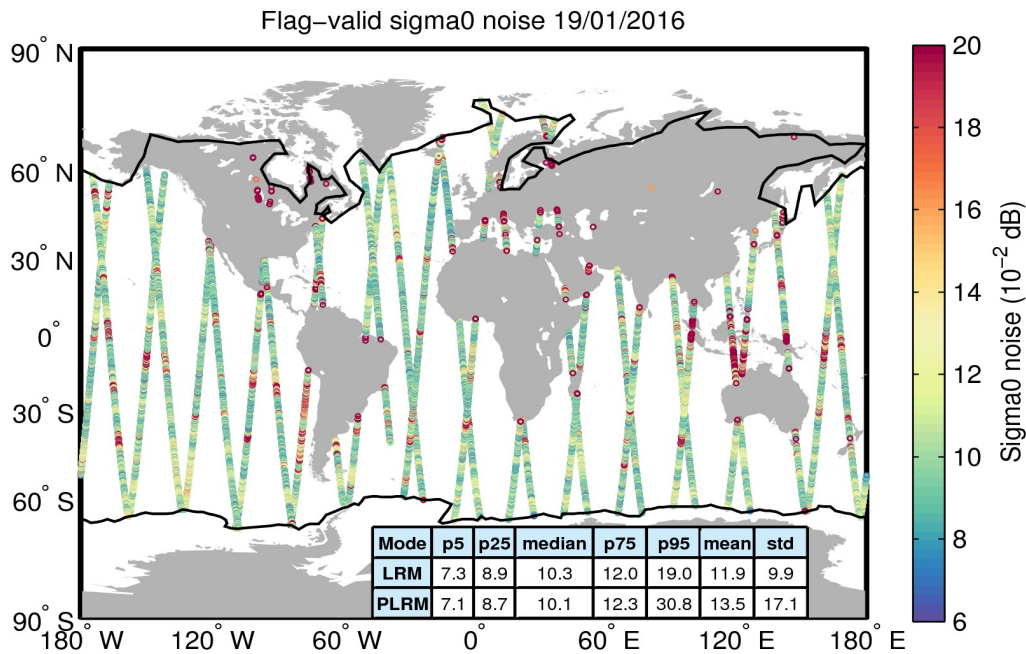 Flag−valid sigma0 noise 19/01/2016
90° N
60° N
30° N
0°
30° S
60° S
90° S
180° W
120° W
60° W
0°
60° E
120° E
180° E
Mode p5 p25 median p75 p95 mean std
LRM 7.3 8.9 10.3 12.0 19.0 11.9 9.9
PLRM 7.1 8.7 10.1 12.3 30.8 13.5 17.1
20
18
16
14
12
10
8
6
Sigma0 noise (10⁻² dB)